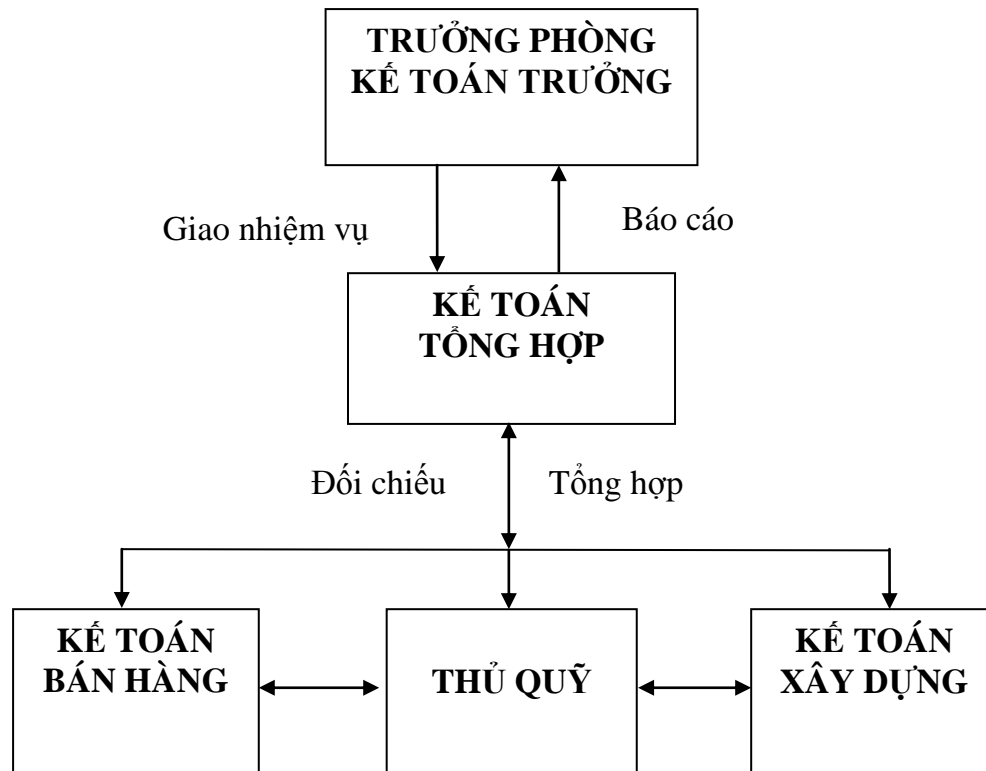 TRƯỞNG PHÒNG
KẾ TOÁN TRƯỞNG
Giao nhiệm vụ
Báo cáo
KẾ TOÁN
TỔNG HỢP
Đối chiếu
Tổng hợp
KẾ TOÁN
BÁN HÀNG
THỦ QUỸ
KẾ TOÁN
XÂY DỰNG